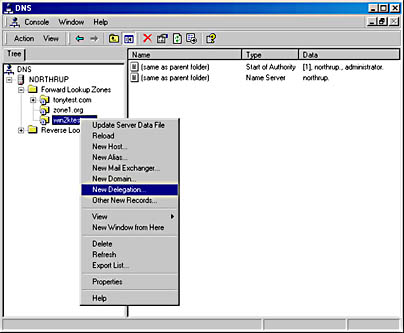 DNS
Console Window Help
Action View
Tree
Name Type Data
DNS
NORTHRUP
Forward Lookup Zones
tonytest.com
zone1.org
Reverse Loo
(same as parent folder) Start of Authority [1], northrup., administrator.
(same as parent folder) Name Server northrup.
Update Server Data File
Reload
New Host...
New Alias...
New Mail Exchanger...
New Domain...
New Delegation...
Other New Records...
View
New Window from Here
Delete
Refresh
Export List...
Properties
Help